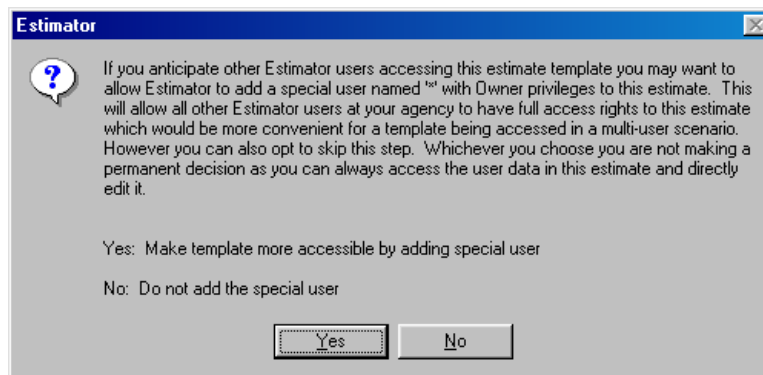 Estimator
If you anticipate other Estimator users accessing this estimate template you may want to
allow Estimator to add a special user named '*' with Owner privileges to this estimate. This
will allow all other Estimator users at your agency to have full access rights to this estimate
which would be more convenient for a template being accessed in a multi-user scenario.
However you can also opt to skip this step. Whichever you choose you are not making a
permanent decision as you can always access the user data in this estimate and directly
edit it.
Yes: Make template more accessible by adding special user
No: Do not add the special user
Yes No